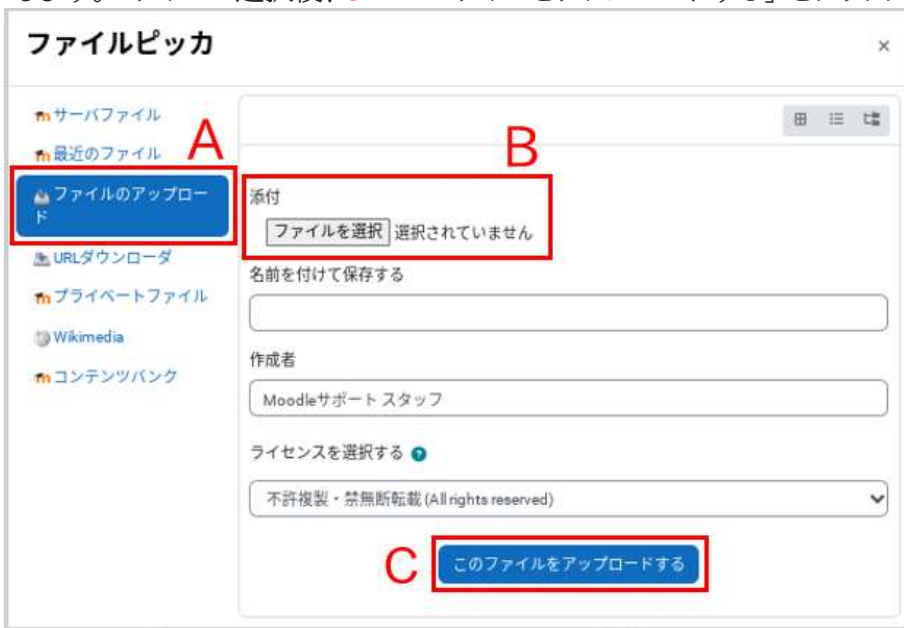 ファイルピッカ
×
サーバファイル
A
最近のファイル
B
ファイルのアップロー
ド
添付
ファイルを選択 選択されていません
URLダウンローダ
名前を付けて保存する
プライベートファイル
Wikimedia
作成者
コンテンツバンク
Moodleサポート スタッフ
ライセンスを選択する
不許複製・禁無断転載 (All rights reserved)
C
このファイルをアップロードする